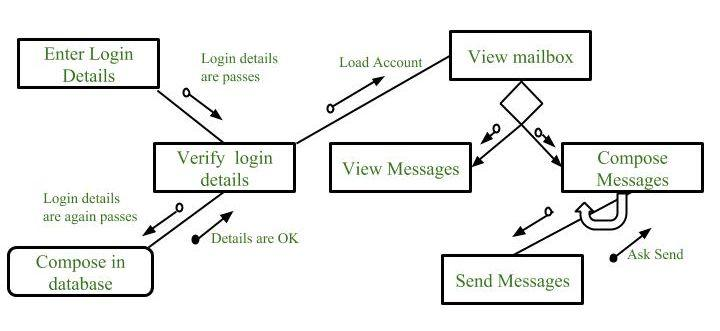 Enter Login
Details
Login details
are passes
Load Account
View mailbox
Verify login
details
View Messages
Compose
Messages
Login details
are again passes
Details are OK
Compose in
database
Send Messages
Ask Send